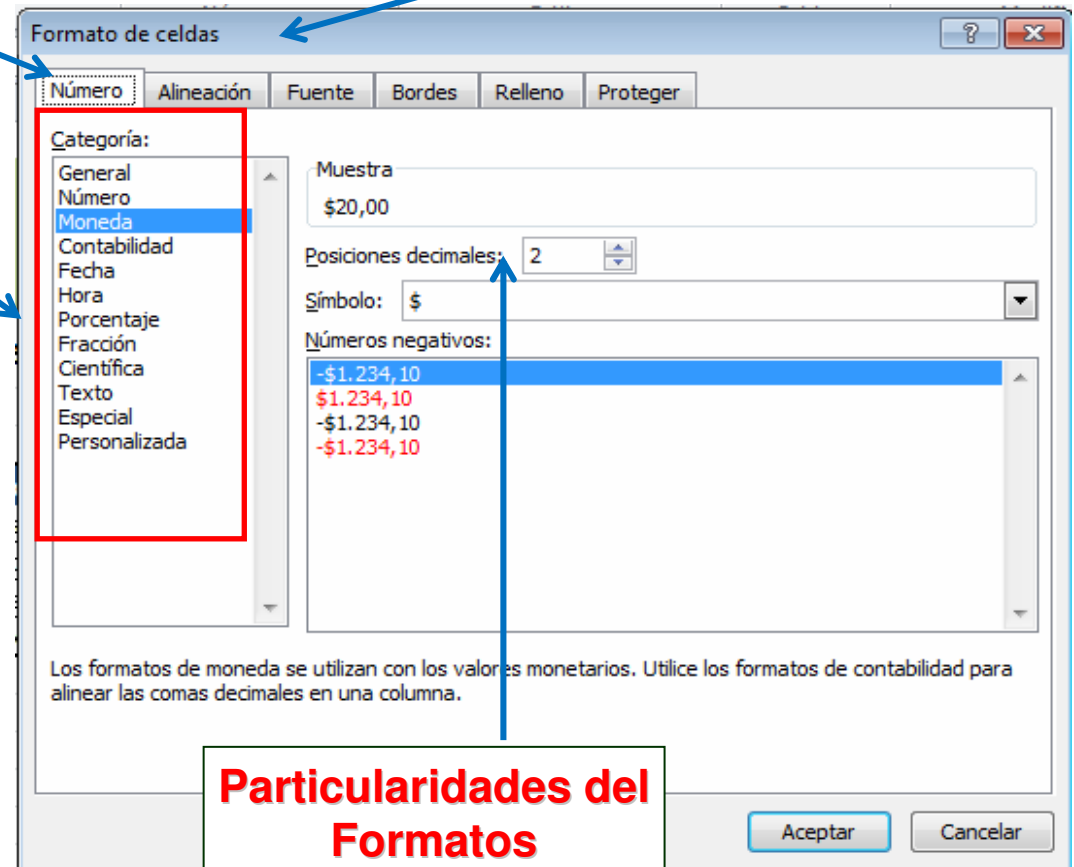 Formato de celdas
Número Alineación Fuente Bordes Relleno Proteger
Categoría:
General
Número
Moneda
Contabilidad
Fecha
Hora
Porcentaje
Fracción
Científica
Texto
Especial
Personalizada
Muestra
$20,00
Posiciones decimales: 2
Símbolo: $
Números negativos:
-$1.234,10
$1.234,10
-$1.234,10
-$1.234,10
Los formatos de moneda se utilizan con los valores monetarios. Utilice los formatos de contabilidad para
alinear las comas decimales en una columna.
Particularidades del
Formatos
Aceptar Cancelar